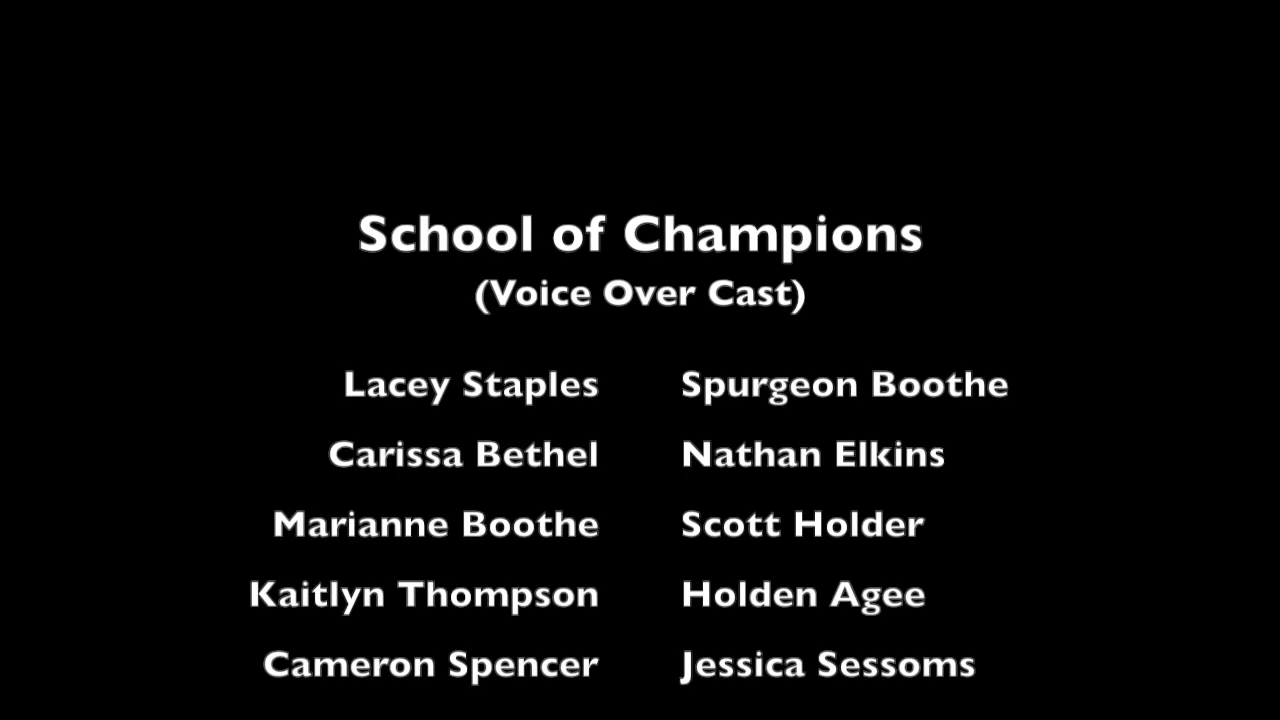 School of Champions
(Voice Over Cast)
Lacey Staples Spurgeon Boothe
Carissa Bethel Nathan Elkins
Marianne Boothe Scott Holder
Kaitlyn Thompson Holden Agee
Cameron Spencer Jessica Sessoms